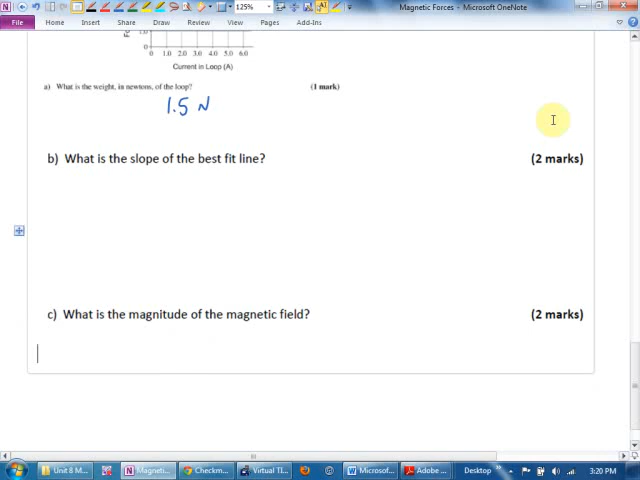 Magnetic Forces - Microsoft OneNote
File Home Insert Share Draw Review View Pages Add-Ins
125%
1.0
0
0 1.0 2.0 3.0 4.0 5.0 6.0
Current in Loop (A)
a) What is the weight, in newtons, of the loop? (1 mark)
1.5 N
b) What is the slope of the best fit line? (2 marks)
c) What is the magnitude of the magnetic field? (2 marks)
Unit 8 M Magneti... Checkm... Virtual TI... Microsof... Adobe ... Desktop 3:20 PM